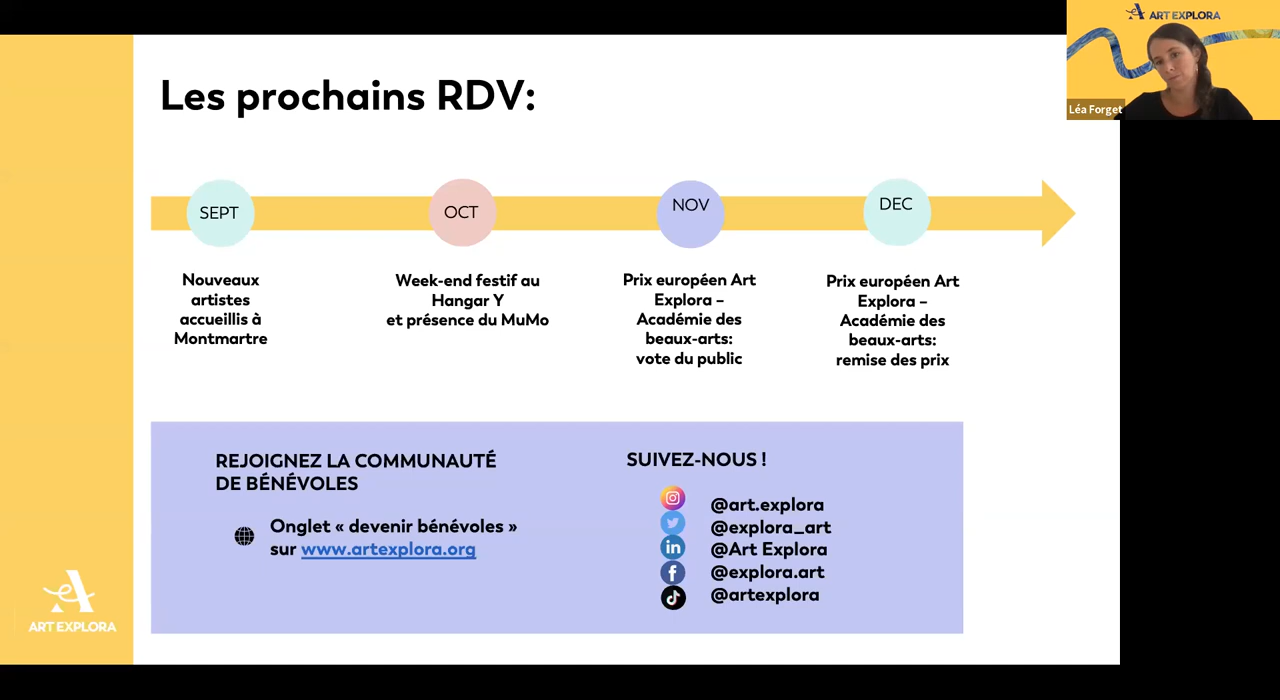 ART EXPLORA
Léa Forget
Les prochains RDV:
SEPT
OCT
NOV
DEC
Nouveaux
artistes
accueillis à
Montmartre
Week-end festif au
Hangar Y
et présence du MuMo
Prix européen Art
Explora –
Académie des
beaux-arts:
vote du public
Prix européen Art
Explora –
Académie des
beaux-arts:
remise des prix
REJOIGNEZ LA COMMUNAUTÉ
DE BÉNÉVOLES
Onglet « devenir bénévoles »
sur www.artexplora.org
SUIVEZ-NOUS !
@art.explora
@explora_art
@Art Explora
@explora.art
@artexplora
ART EXPLORA